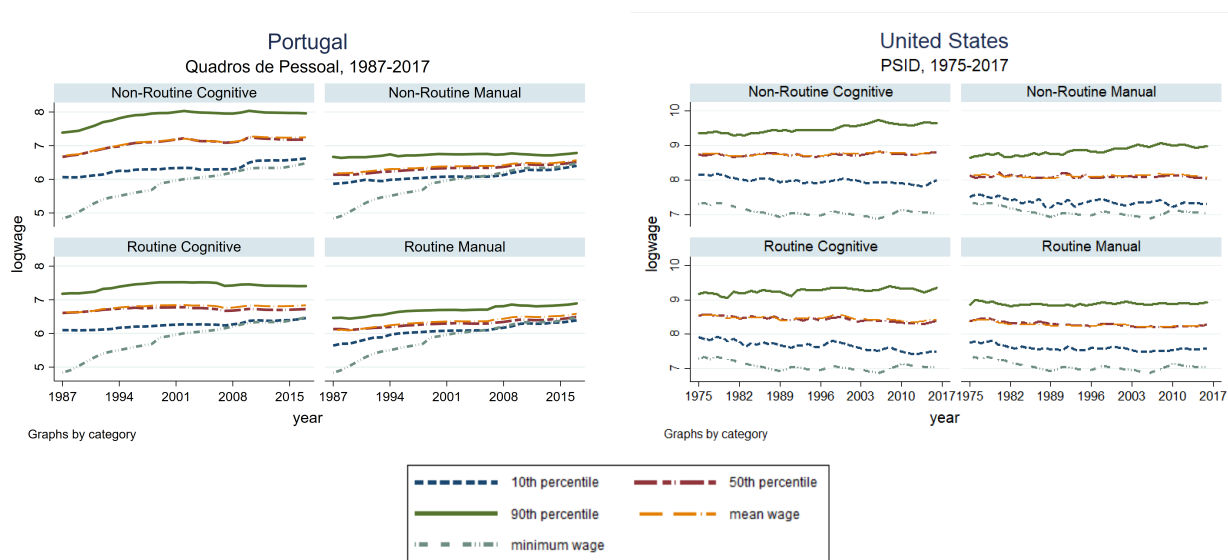 Portugal
Quadros de Pessoal, 1987-2017
Non-Routine Cognitive
Non-Routine Manual
8
7
6
5
Routine Cognitive
Routine Manual
8
7
6
5
logwage
1987
1994
2001
2008
2015
1987
1994
2001
2008
2015
year
Graphs by category
United States
PSID, 1975-2017
Non-Routine Cognitive
Non-Routine Manual
10
9
8
7
Routine Cognitive
Routine Manual
10
9
8
7
logwage
1975
1982
1989
1996
2003
2010
2017
1975
1982
1989
1996
2003
2010
2017
year
Graphs by category
10th percentile
50th percentile
90th percentile
mean wage
minimum wage